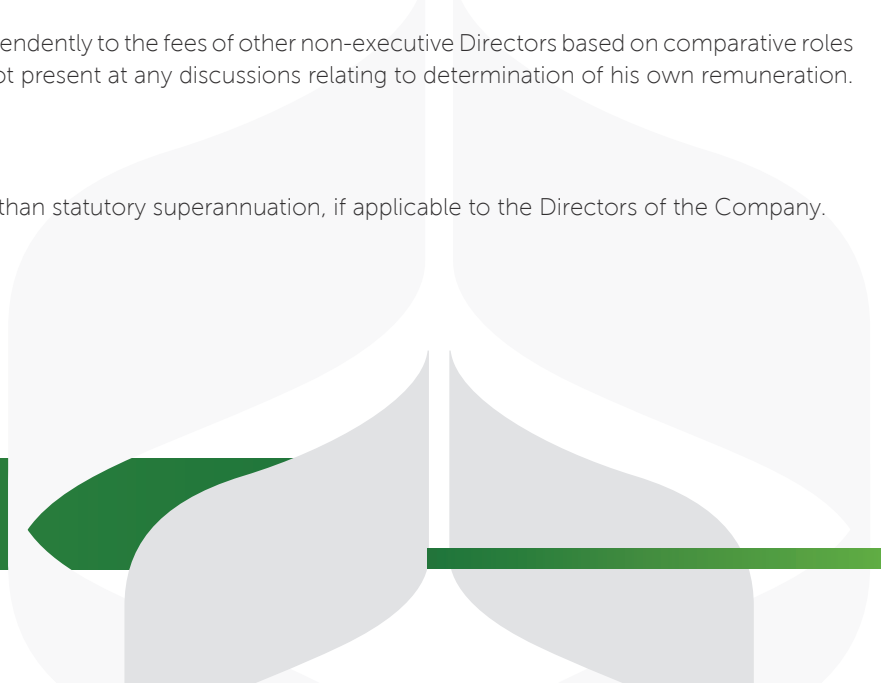 endently to the fees of other non-executive Directors based on comparative roles
ot present at any discussions relating to determination of his own remuneration.
than statutory superannuation, if applicable to the Directors of the Company.